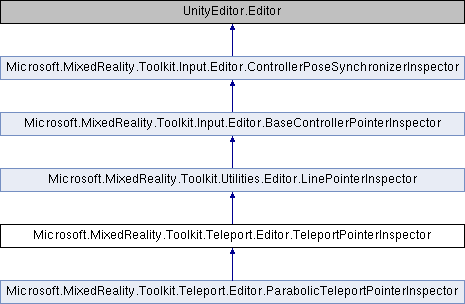 UnityEditor.Editor
Microsoft.MixedReality.Toolkit.Input.Editor.ControllerPoseSynchronizerInspector
Microsoft.MixedReality.Toolkit.Input.Editor.BaseControllerPointerInspector
Microsoft.MixedReality.Toolkit.Utilities.Editor.LinePointerInspector
Microsoft.MixedReality.Toolkit.Teleport.Editor.TeleportPointerInspector
Microsoft.MixedReality.Toolkit.Teleport.Editor.ParabolicTeleportPointerInspector